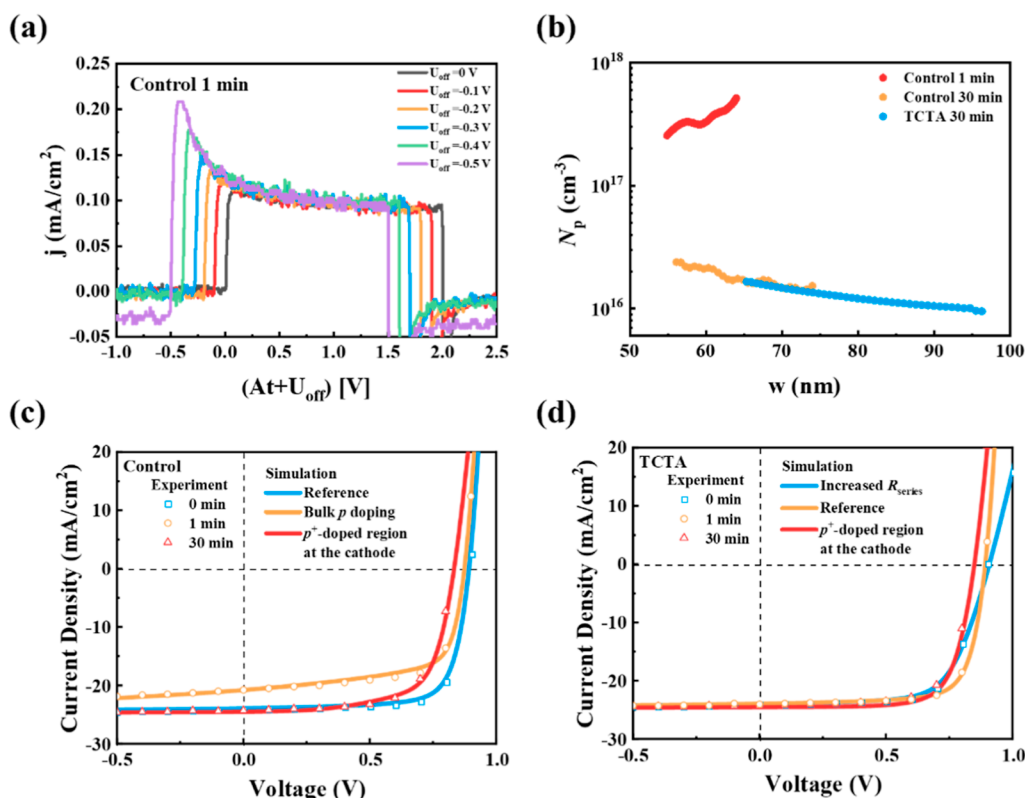 (a)
Control 1 min
U_off =0 V
U_off =-0.1 V
U_off =-0.2 V
U_off =-0.3 V
U_off =-0.4 V
U_off =-0.5 V
0.25
0.20
0.15
0.10
0.05
0.00
-0.05
j (mA/cm²)
-1.0 -0.5 0.0 0.5 1.0 1.5 2.0 2.5
(At+U_off) [V]
(b)
Control 1 min
Control 30 min
TCTA 30 min
10¹⁸
10¹⁷
10¹⁶
N_p (cm⁻³)
50 60 70 80 90 100
w (nm)
(c)
Control
Experiment
0 min
1 min
30 min
Simulation
Reference
Bulk p doping
p⁺-doped region
at the cathode
20
10
0
-10
-20
-30
Current Density (mA/cm²)
-0.5 0.0 0.5 1.0
Voltage (V)
(d)
TCTA
Experiment
0 min
1 min
30 min
Simulation
Increased R_series
Reference
p⁺-doped region
at the cathode
20
10
0
-10
-20
-30
Current Density (mA/cm²)
-0.5 0.0 0.5 1.0
Voltage (V)